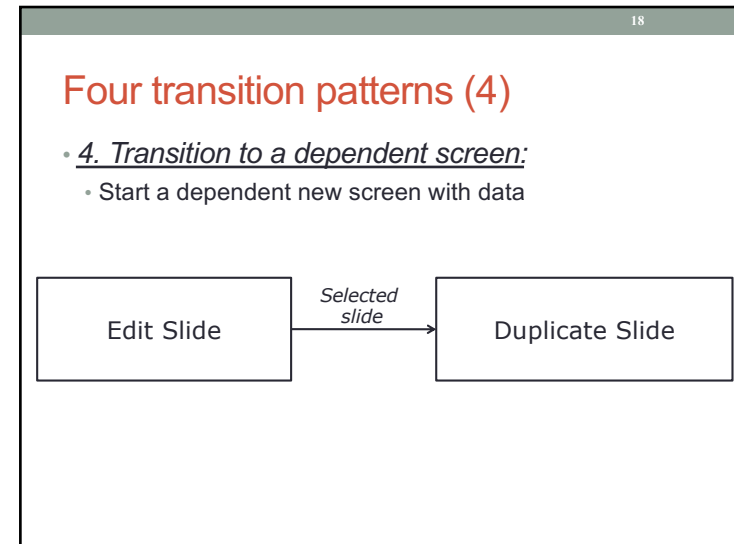 18
Four transition patterns (4)
• 4. Transition to a dependent screen:
• Start a dependent new screen with data
Edit Slide
Selected
slide
Duplicate Slide